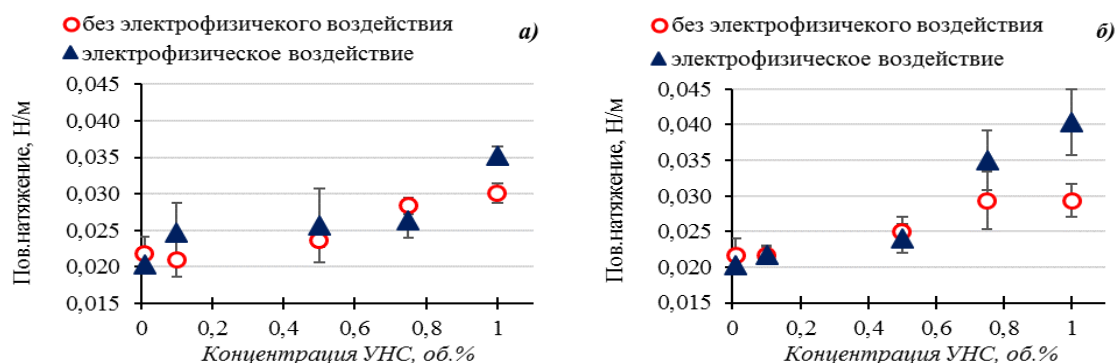 без электрофизичекого воздействия
электрофизическое воздействие
а)
0,045
0,040
0,035
0,030
0,025
0,020
0,015
Пов.натяжение, Н/м
0 0,2 0,4 0,6 0,8 1
Концентрация УНС, об.%
без электрофизичекого воздействия
электрофизическое воздействие
б)
0,045
0,040
0,035
0,030
0,025
0,020
0,015
Пов.натяжение, Н/м
0 0,2 0,4 0,6 0,8 1
Концентрация УНС, об.%